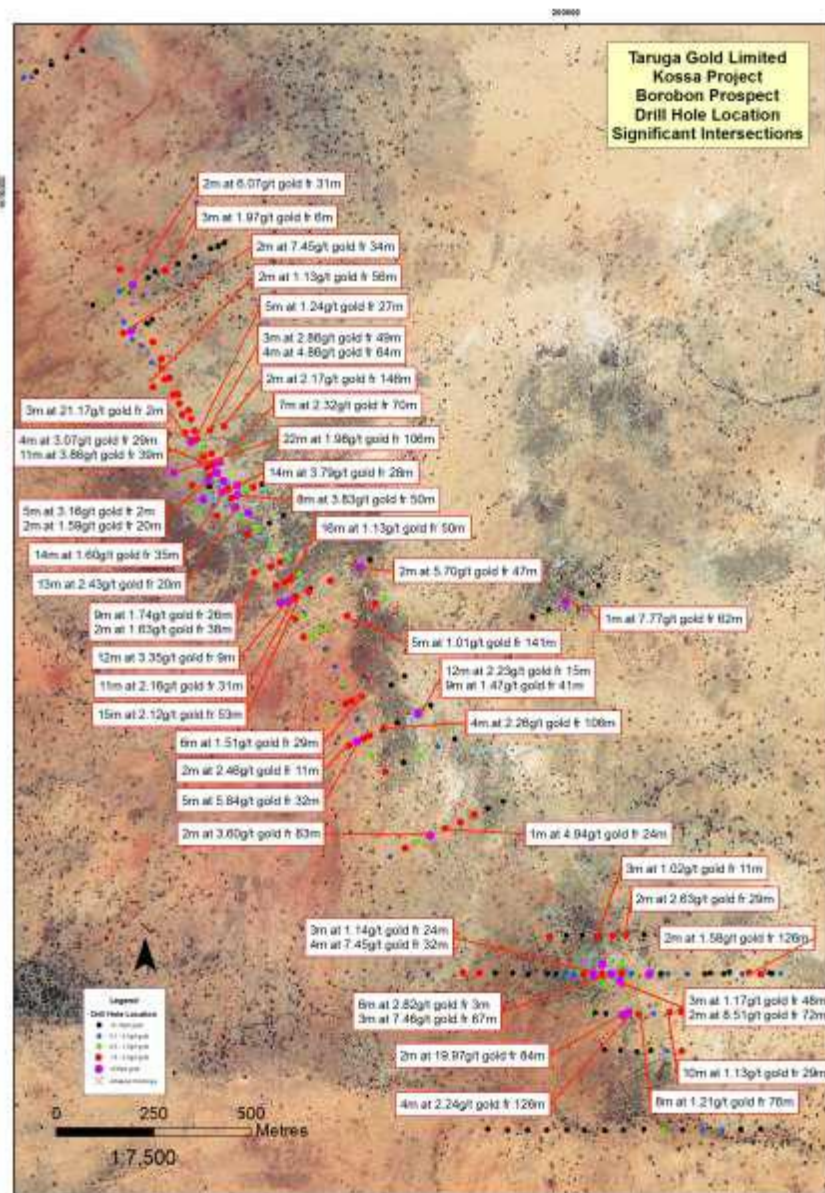 200000
Taruga Gold Limited
Kossa Project
Borobon Prospect
Drill Hole Location
Significant Intersections
2m at 6.07g/t gold fr 31m
3m at 1.97g/t gold fr 6m
2m at 7.45g/t gold fr 34m
2m at 1.13g/t gold fr 56m
5m at 1.24g/t gold fr 27m
3m at 2.86g/t gold fr 49m
4m at 4.86g/t gold fr 64m
2m at 2.17g/t gold fr 148m
3m at 21.17g/t gold fr 2m
7m at 2.32g/t gold fr 70m
4m at 3.07g/t gold fr 29m
11m at 3.86g/t gold fr 39m
22m at 1.96g/t gold fr 106m
14m at 3.79g/t gold fr 28m
8m at 3.83g/t gold fr 50m
5m at 3.16g/t gold fr 2m
2m at 1.59g/t gold fr 20m
16m at 1.13g/t gold fr 50m
14m at 1.60g/t gold fr 35m
13m at 2.43g/t gold fr 20m
2m at 5.70g/t gold fr 47m
1m at 7.77g/t gold fr 62m
9m at 1.74g/t gold fr 26m
2m at 1.63g/t gold fr 38m
5m at 1.01g/t gold fr 141m
12m at 3.35g/t gold fr 9m
11m at 2.16g/t gold fr 31m
15m at 2.12g/t gold fr 53m
12m at 2.23g/t gold fr 15m
9m at 1.47g/t gold fr 41m
4m at 2.26g/t gold fr 106m
6m at 1.51g/t gold fr 29m
2m at 2.46g/t gold fr 11m
5m at 5.84g/t gold fr 32m
2m at 3.60g/t gold fr 83m
1m at 4.94g/t gold fr 24m
3m at 1.02g/t gold fr 11m
2m at 2.63g/t gold fr 29m
3m at 1.14g/t gold fr 24m
4m at 7.45g/t gold fr 32m
2m at 1.58g/t gold fr 126m
6m at 2.82g/t gold fr 3m
3m at 7.46g/t gold fr 67m
3m at 1.17g/t gold fr 48m
2m at 8.51g/t gold fr 72m
2m at 19.97g/t gold fr 64m
10m at 1.13g/t gold fr 29m
4m at 2.24g/t gold fr 126m
8m at 1.21g/t gold fr 76m
Legend
Drill Hole Location
0 250 500
Metres
1:7,500